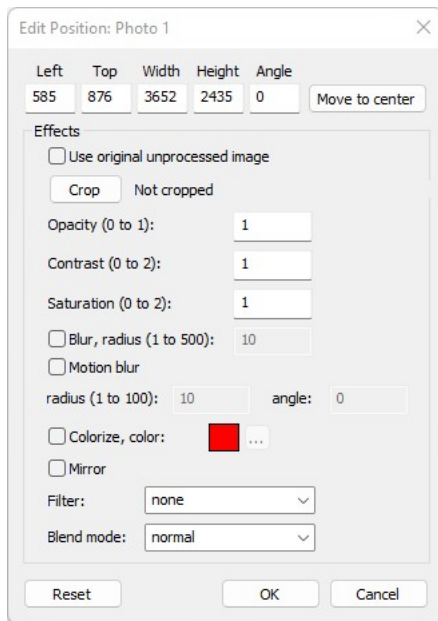 Edit Position: Photo 1
Left Top Width Height Angle
585 876 3652 2435 0 Move to center
Effects
Use original unprocessed image
Crop Not cropped
Opacity (0 to 1): 1
Contrast (0 to 2): 1
Saturation (0 to 2): 1
Blur, radius (1 to 500): 10
Motion blur
radius (1 to 100): 10 angle: 0
Colorize, color: ...
Mirror
Filter: none
Blend mode: normal
Reset OK Cancel